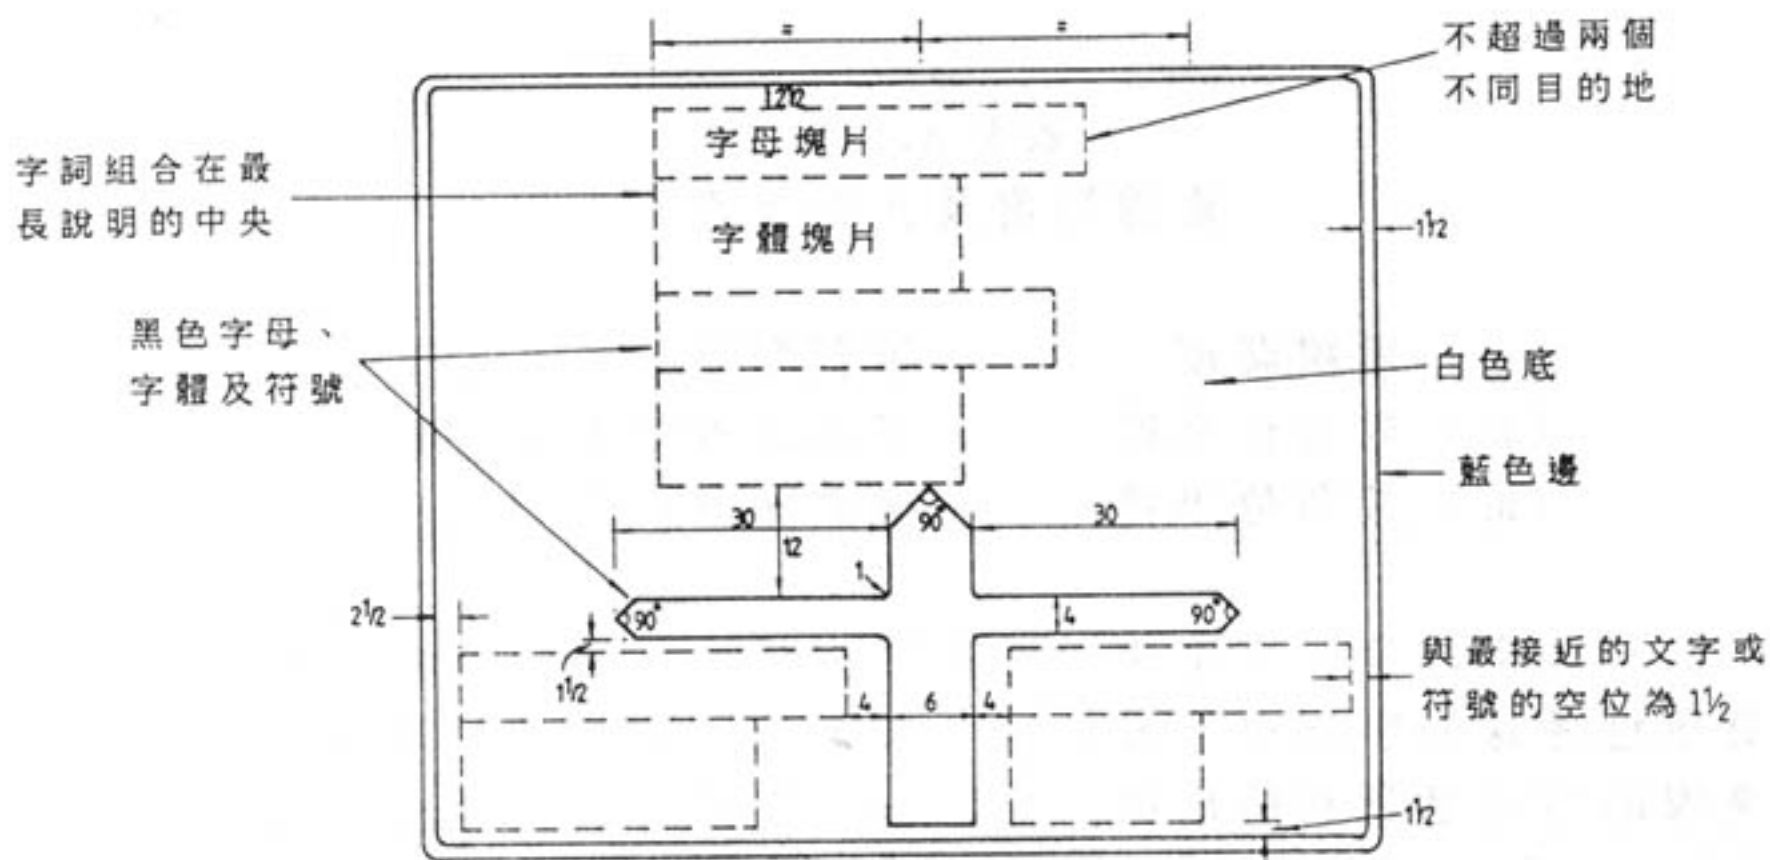 = =
不超過兩個
不同目的地
12½
字母塊片
字詞組合在最
長說明的中央
字體塊片
1½
黑色字母、
字體及符號
白色底
藍色邊
30 90 30
12
1
2½ 90° 4 90°
與最接近的文字或
符號的空位為1½
1½
4 6 4
1½